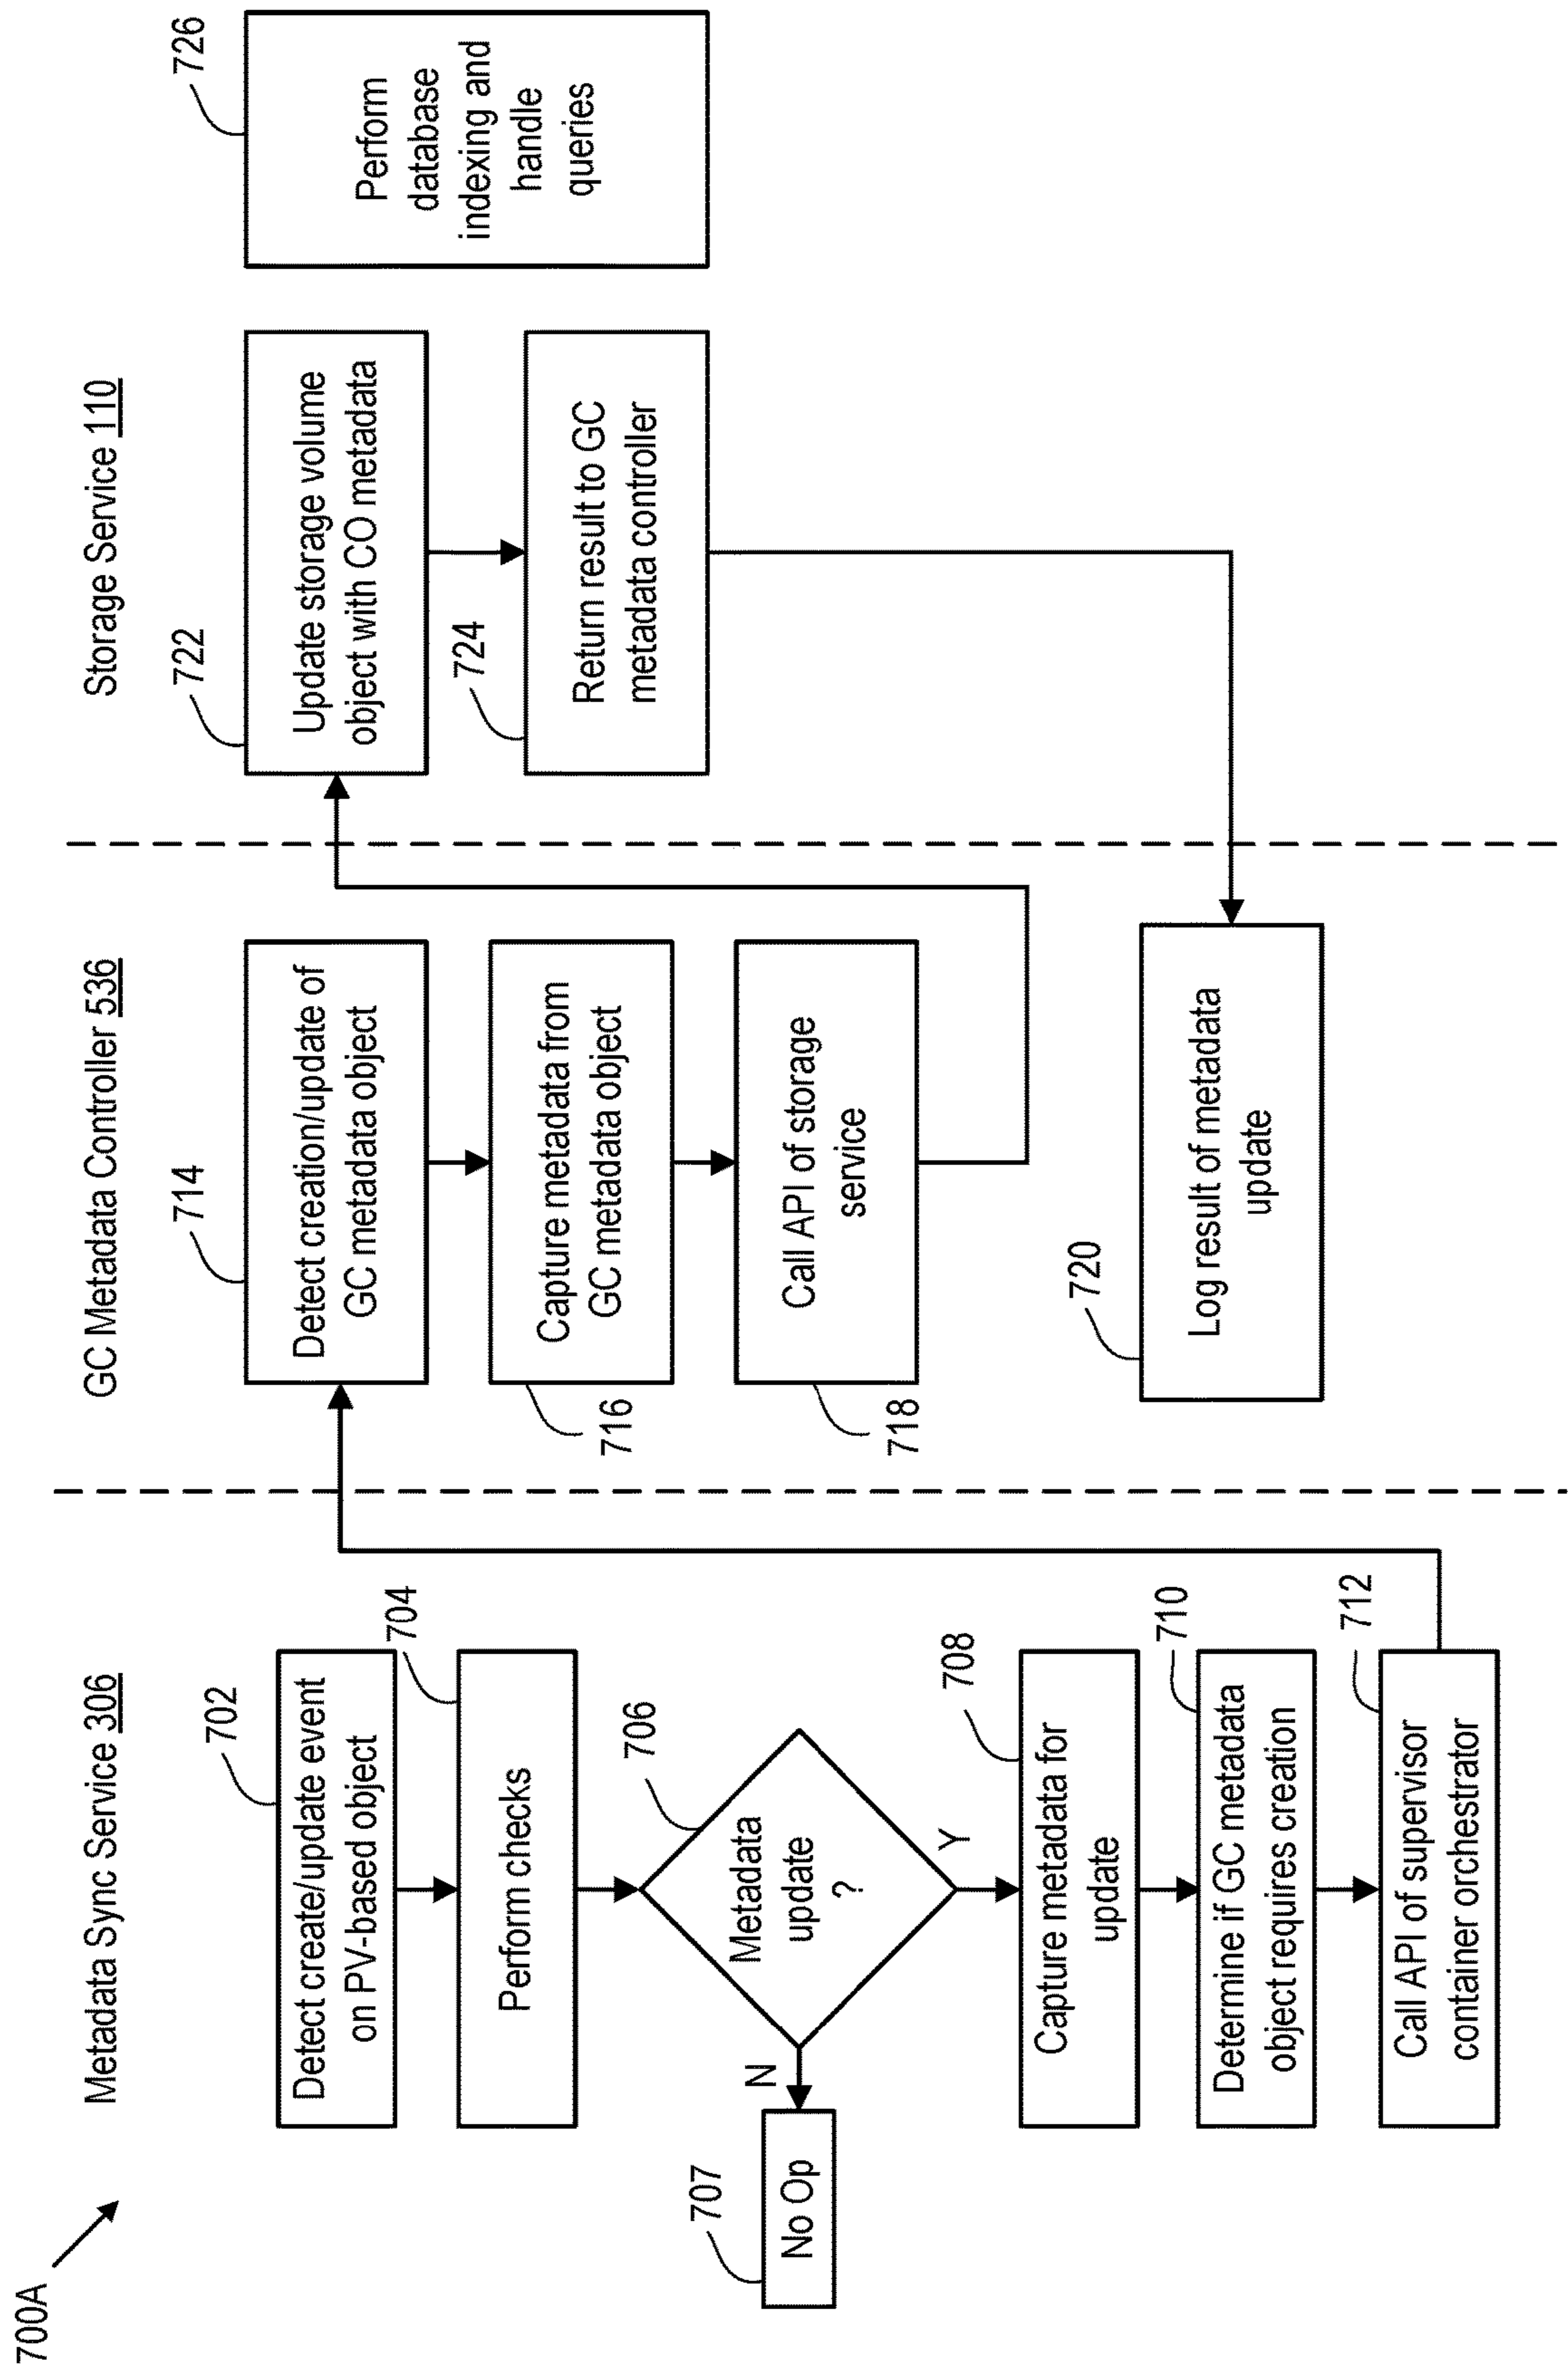 700A
Metadata Sync Service 306
702
Detect create/update event
on PV-based object
704
Perform checks
706
Metadata
update
?
N
707
No Op
Y
708
Capture metadata for
update
710
Determine if GC metadata
object requires creation
712
Call API of supervisor
container orchestrator
GC Metadata Controller 536
714
Detect creation/update of
GC metadata object
716
Capture metadata from
GC metadata object
718
Call API of storage
service
720
Log result of metadata
update
Storage Service 110
722
Update storage volume
object with CO metadata
724
Return result to GC
metadata controller
726
Perform
database
indexing and
handle
queries